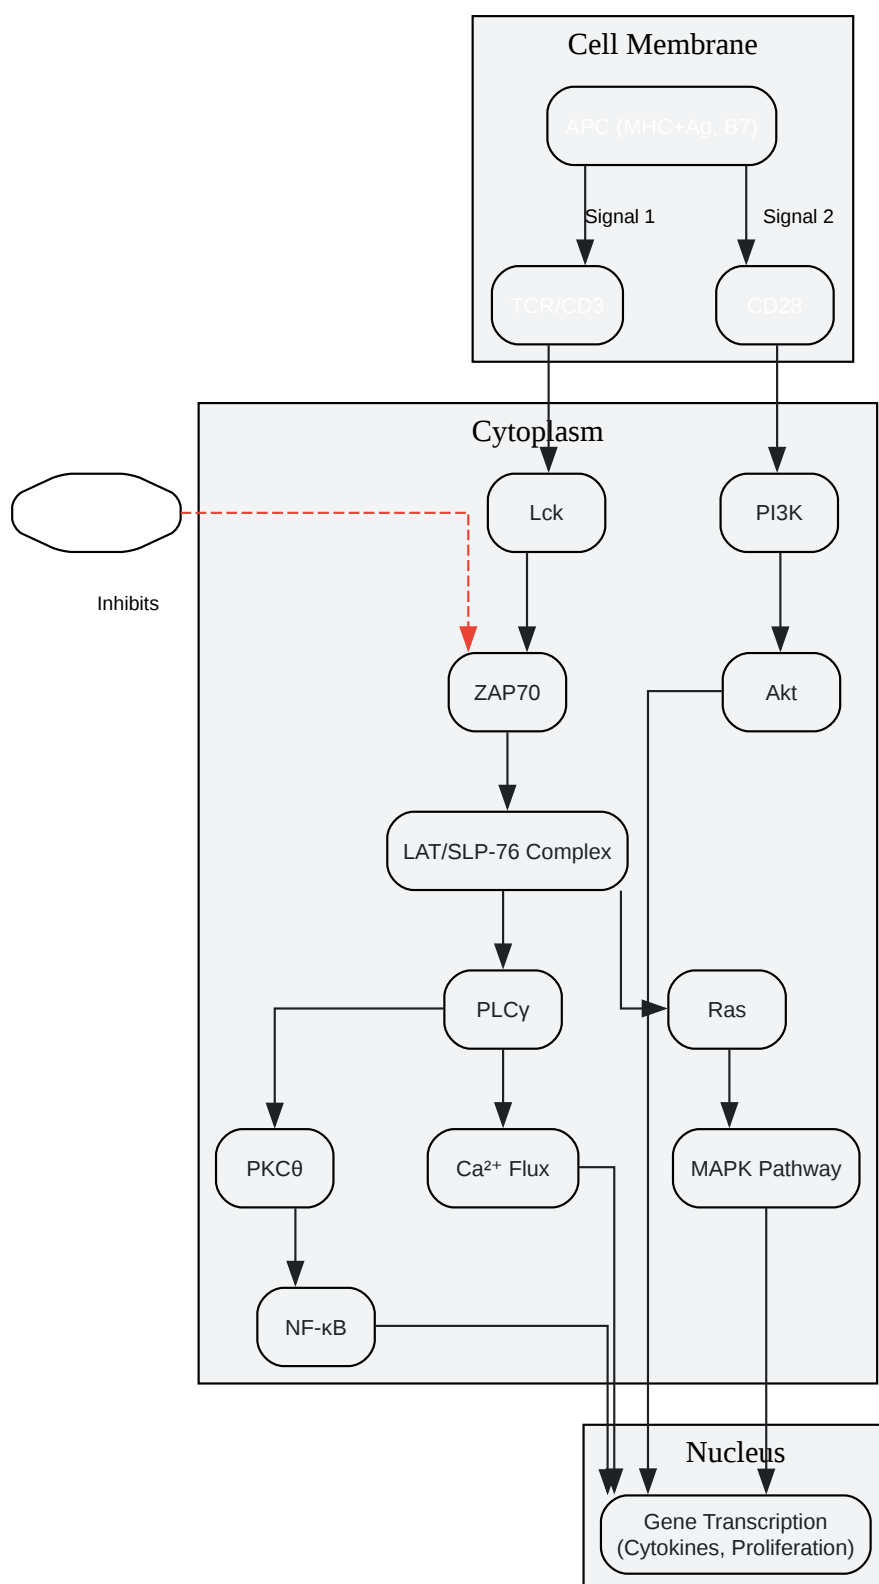 Cell Membrane
APC (MHC+Ag, B7)
Signal 1
Signal 2
TCR/CD3
CD28
Cytoplasm
Lck
PI3K
Inhibits
ZAP70
Akt
LAT/SLP-76 Complex
PLCγ
Ras
PKCθ
Ca²⁺ Flux
MAPK Pathway
NF-κB
Nucleus
Gene Transcription
(Cytokines, Proliferation)